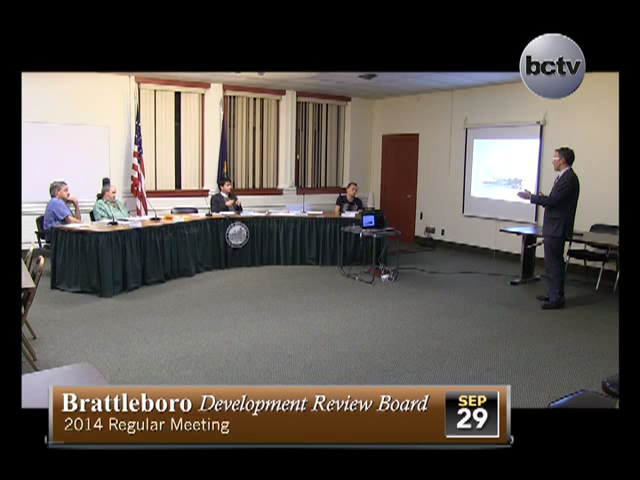 bctv
Brattleboro Development Review Board
2014 Regular Meeting
SEP
29